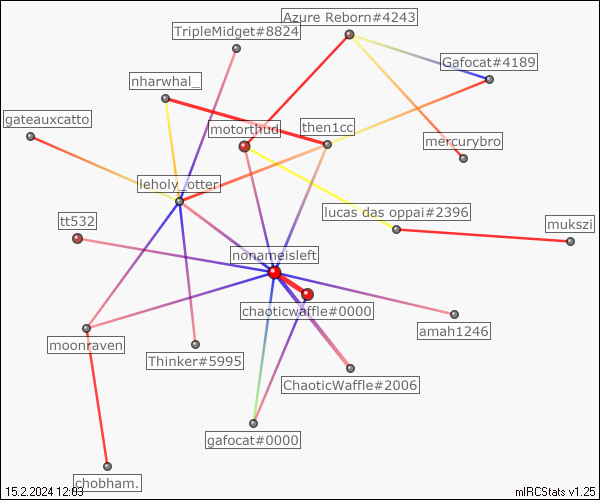 Azure Reborn#4243
TripleMidget#8824
Gafocat#4189
nharwhal_
gateauxcatto
motorthud
then1cc
mercurybro
leholy_otter
lucas das oppai#2396
tt532
mukszi
nonameisleft
chaoticwaffle#0000
amah1246
moonraven
Thinker#5995
ChaoticWaffle#2006
gafocat#0000
chobham.
15.2.2024 12:03
mIRCStats v1.25